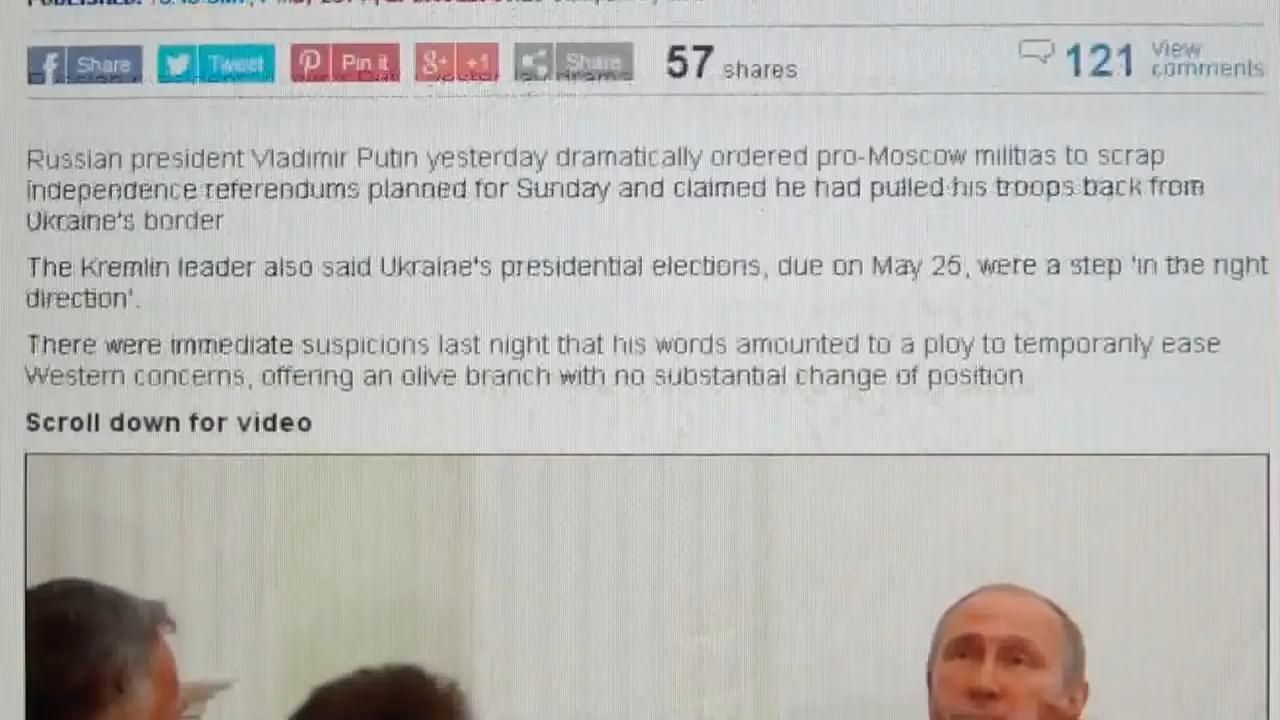 Share Tweet Pin it +1 Share 57 shares 121 View comments
Russian president Vladimir Putin yesterday dramatically ordered pro-Moscow militias to scrap
independence referendums planned for Sunday and claimed he had pulled his troops back from
Ukraine's border
The Kremlin leader also said Ukraine's presidential elections, due on May 25, were a step 'in the right
direction'.
There were immediate suspicions last night that his words amounted to a ploy to temporarily ease
Western concerns, offering an olive branch with no substantial change of position
Scroll down for video